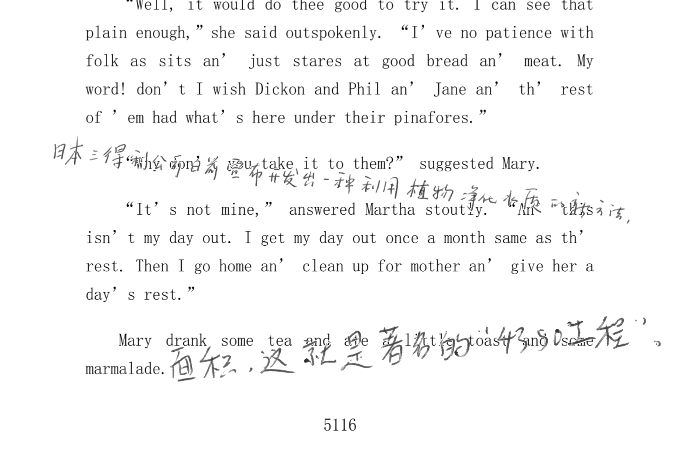 “Well, it would do thee good to try it. I can see that
plain enough,” she said outspokenly. “I’ve no patience with
folk as sits an’ just stares at good bread an’ meat. My
word! don’t I wish Dickon and Phil an’ Jane an’ th’ rest
of ’em had what’s here under their pinafores.”
“Why don’t you take it to them?” suggested Mary.
日本三得利公司日前宣布开发出一种利用植物净化水质的新方法,
“It’s not mine,” answered Martha stoutly. “An’ this
isn’t my day out. I get my day out once a month same as th’
rest. Then I go home an’ clean up for mother an’ give her a
day’s rest.”
Mary drank some tea and ate a little toast and some
marmalade.
面积,这就是著名的“4380工程”。
5116